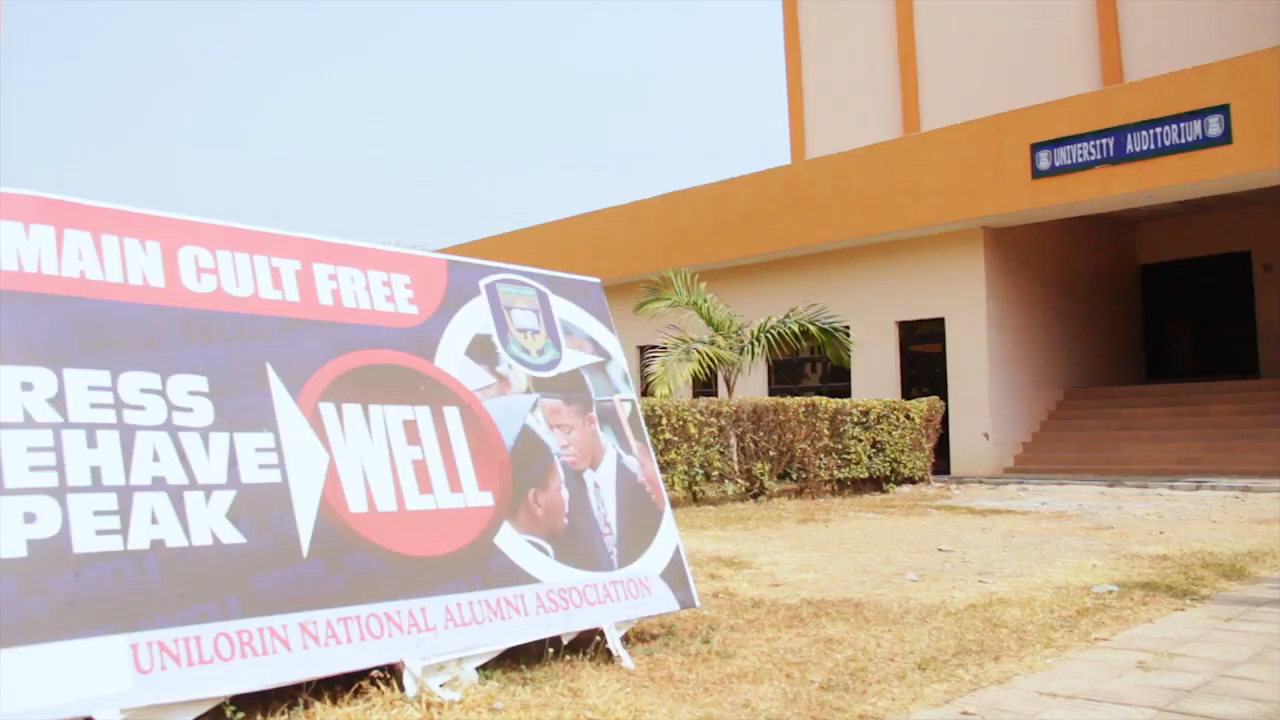 MAIN CULT FREE
RESS
EHAVE
PEAK
WELL
UNILORIN NATIONAL ALUMNI ASSOCIATION
UNIVERSITY AUDITORIUM